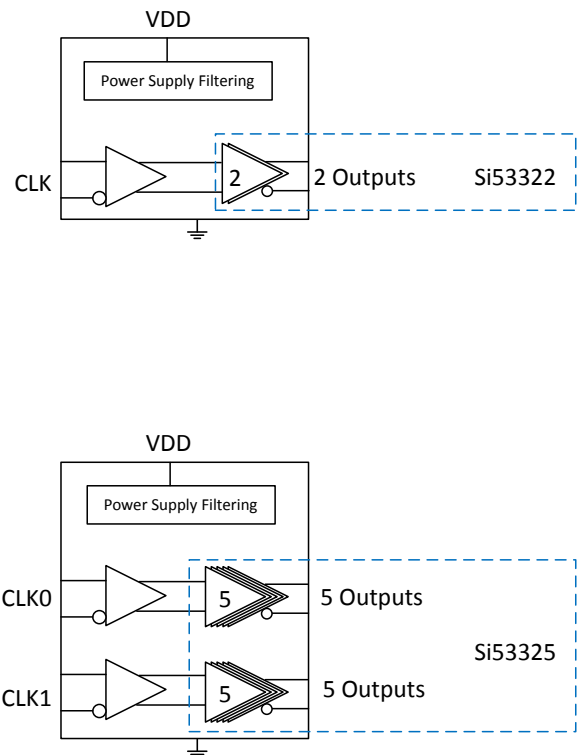 VDD
Power Supply Filtering
CLK
2
2 Outputs
Si53322
VDD
Power Supply Filtering
CLK0
5
5 Outputs
Si53325
CLK1
5
5 Outputs